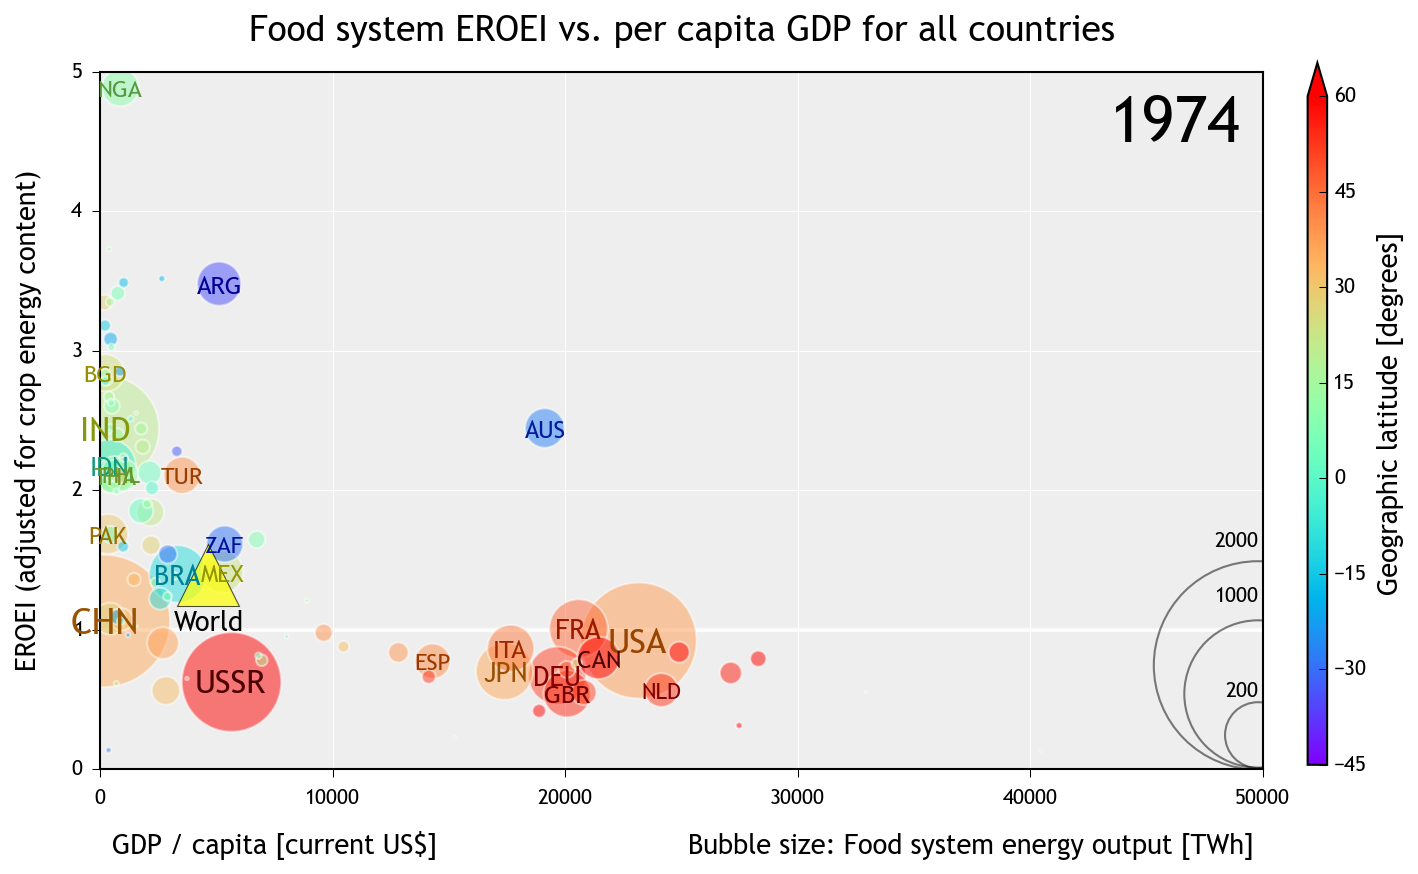 Food system EROEI vs. per capita GDP for all countries
1974
EROEI (adjusted for crop energy content)
5
4
3
2
1
0
NGA
ARG
BGD
IND
AUS
IDN
PHL
THA
TUR
PAK
ZAF
BRA
MEX
World
CHN
FRA
USA
ITA
CAN
ESP
JPN
DEU
USSR
GBR
NLD
2000
1000
200
0
10000
20000
30000
40000
50000
GDP / capita [current US$]
Bubble size: Food system energy output [TWh]
60
45
30
15
0
−15
−30
−45
Geographic latitude [degrees]